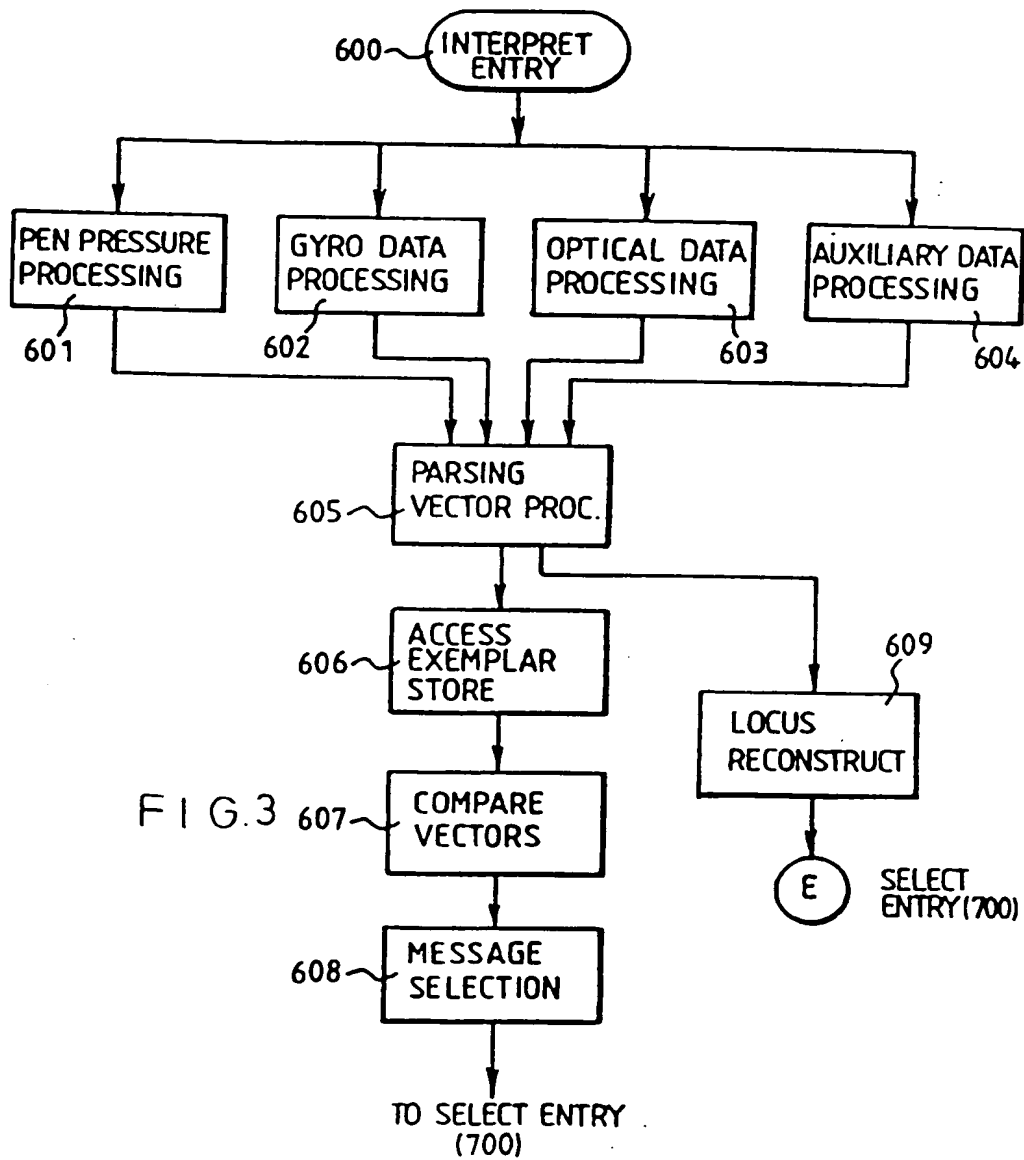 600
INTERPRET
ENTRY
PEN PRESSURE
PROCESSING
601
GYRO DATA
PROCESSING
602
OPTICAL DATA
PROCESSING
603
AUXILIARY DATA
PROCESSING
604
PARSING
VECTOR PROC.
605
ACCESS
EXEMPLAR
STORE
606
609
LOCUS
RECONSTRUCT
FIG.3
607
COMPARE
VECTORS
E
SELECT
ENTRY(700)
608
MESSAGE
SELECTION
TO SELECT ENTRY
(700)